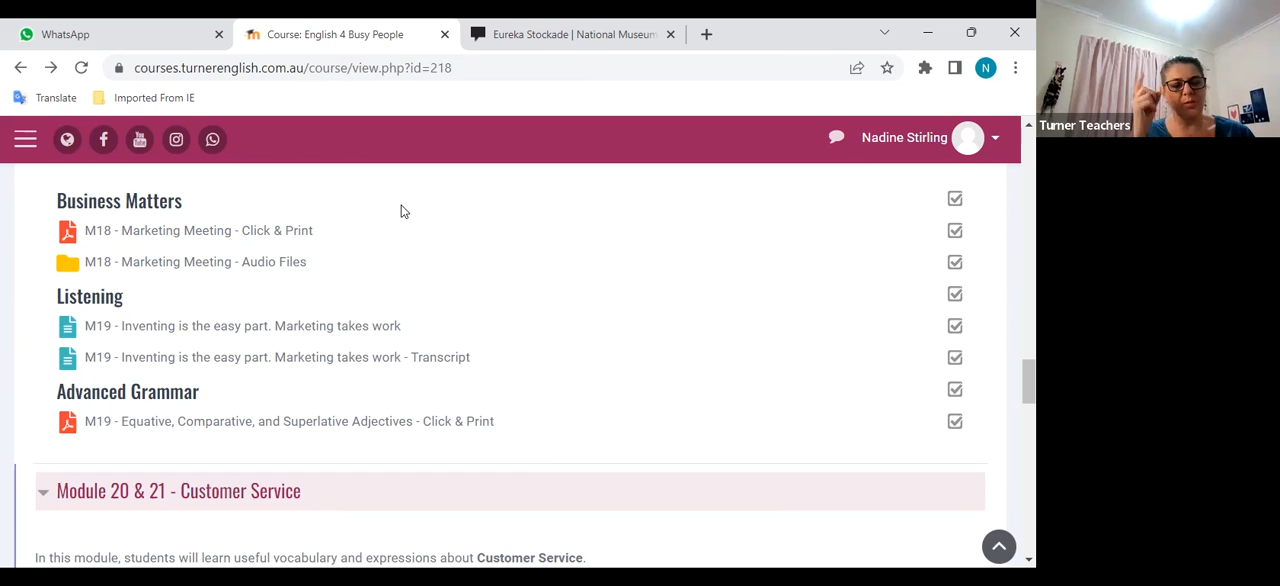 WhatsApp
Course: English 4 Busy People
Eureka Stockade | National Museum
courses.turnerenglish.com.au/course/view.php?id=218
N
Translate
Imported From IE
Turner Teachers
You Tube
Nadine Stirling
Business Matters
M18 - Marketing Meeting - Click & Print
M18 - Marketing Meeting - Audio Files
Listening
M19 - Inventing is the easy part. Marketing takes work
M19 - Inventing is the easy part. Marketing takes work - Transcript
Advanced Grammar
M19 - Equative, Comparative, and Superlative Adjectives - Click & Print
Module 20 & 21 - Customer Service
In this module, students will learn useful vocabulary and expressions about Customer Service.